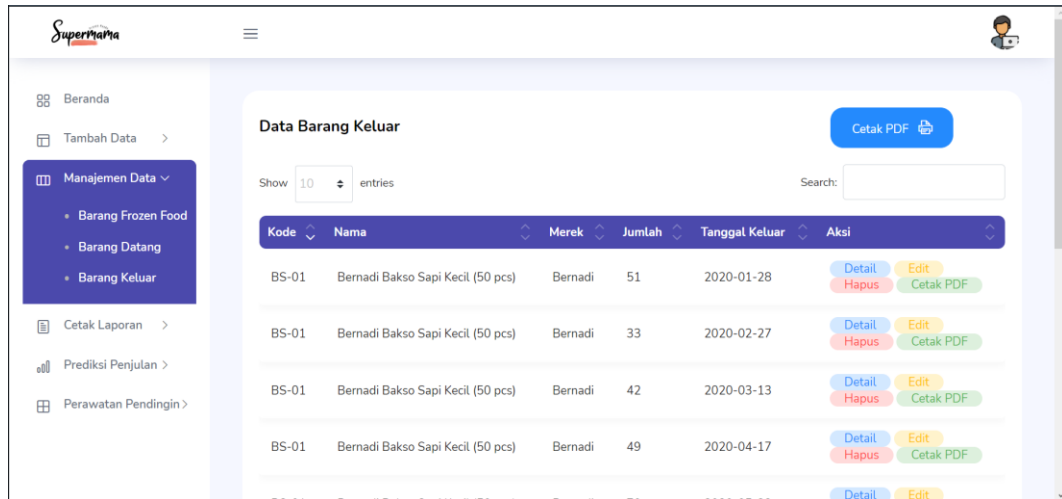 Supermama
Beranda
Tambah Data
Manajemen Data
Barang Frozen Food
Barang Datang
Barang Keluar
Cetak Laporan
Prediksi Penjulan
Perawatan Pendingin
Data Barang Keluar
Cetak PDF
Show 10 entries
Search:
Kode Nama Merek Jumlah Tanggal Keluar Aksi
BS-01 Bernadi Bakso Sapi Kecil (50 pcs) Bernadi 51 2020-01-28 Detail Edit
Hapus Cetak PDF
BS-01 Bernadi Bakso Sapi Kecil (50 pcs) Bernadi 33 2020-02-27 Detail Edit
Hapus Cetak PDF
BS-01 Bernadi Bakso Sapi Kecil (50 pcs) Bernadi 42 2020-03-13 Detail Edit
Hapus Cetak PDF
BS-01 Bernadi Bakso Sapi Kecil (50 pcs) Bernadi 49 2020-04-17 Detail Edit
Hapus Cetak PDF
Detail Edit